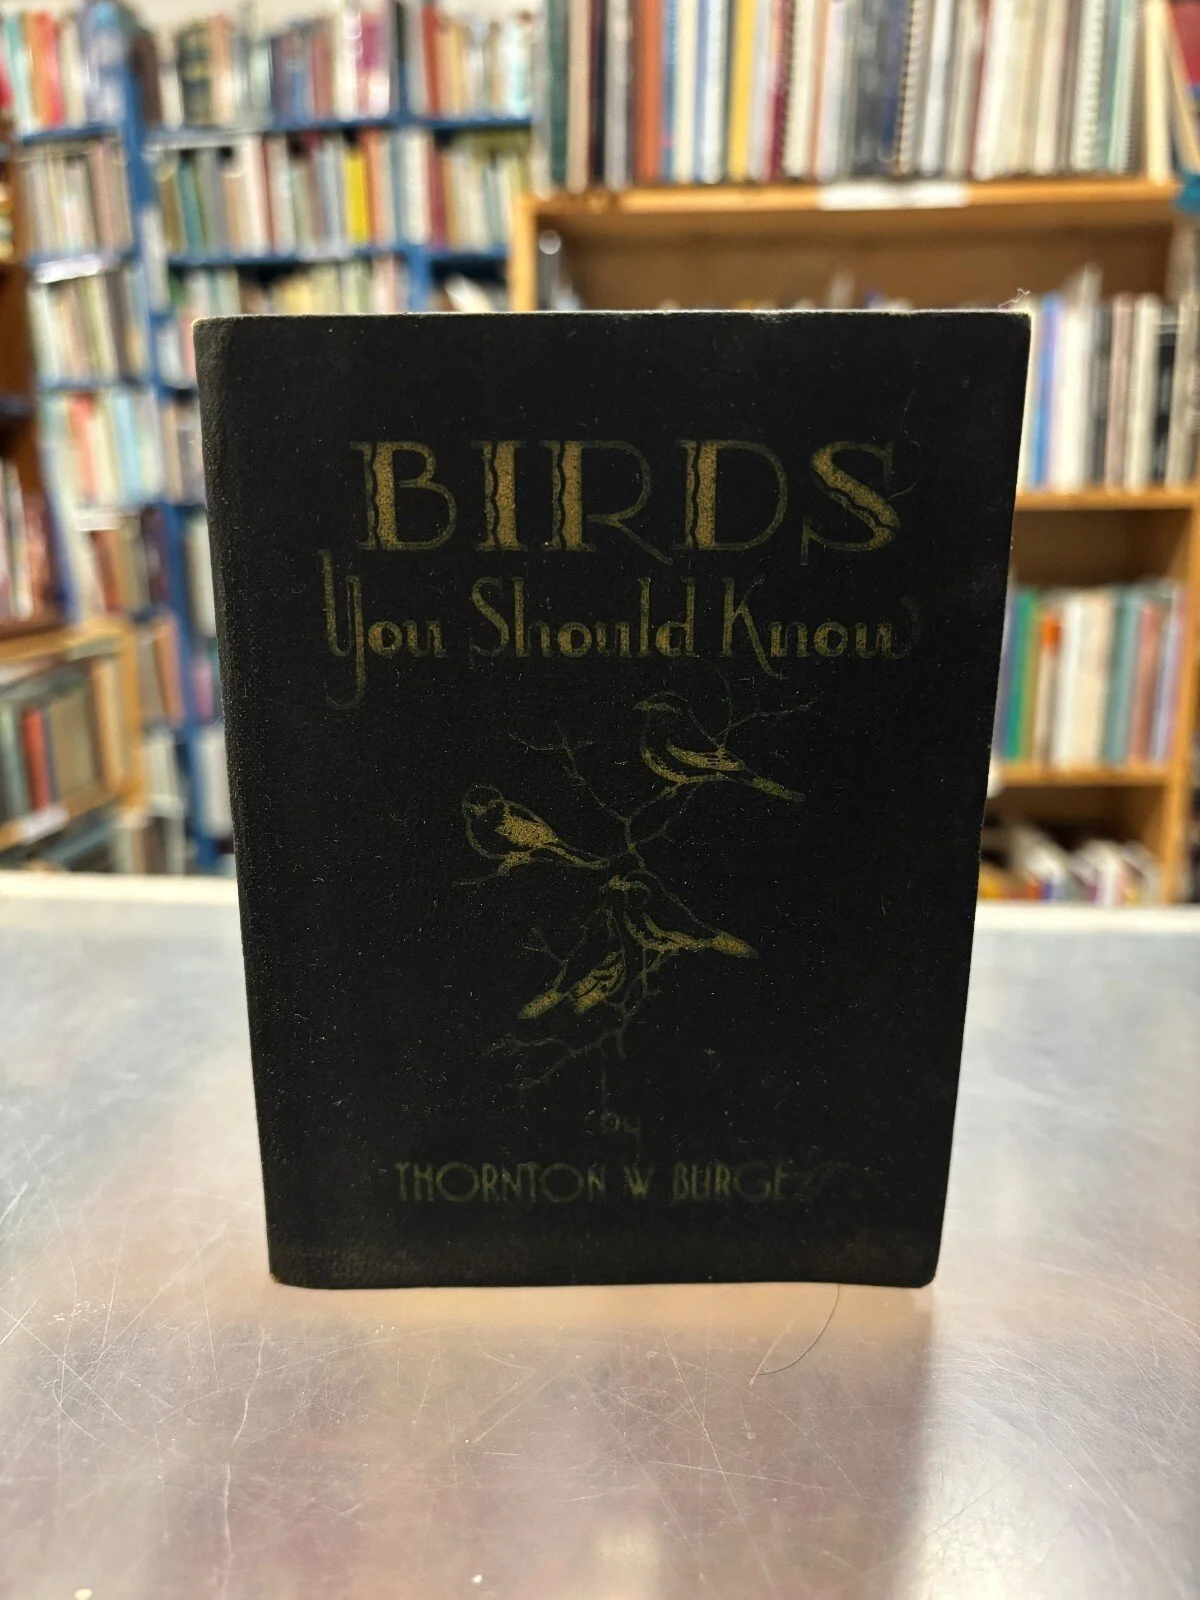 BIRDS
You Should Know
by
THORNTON W BURGESS